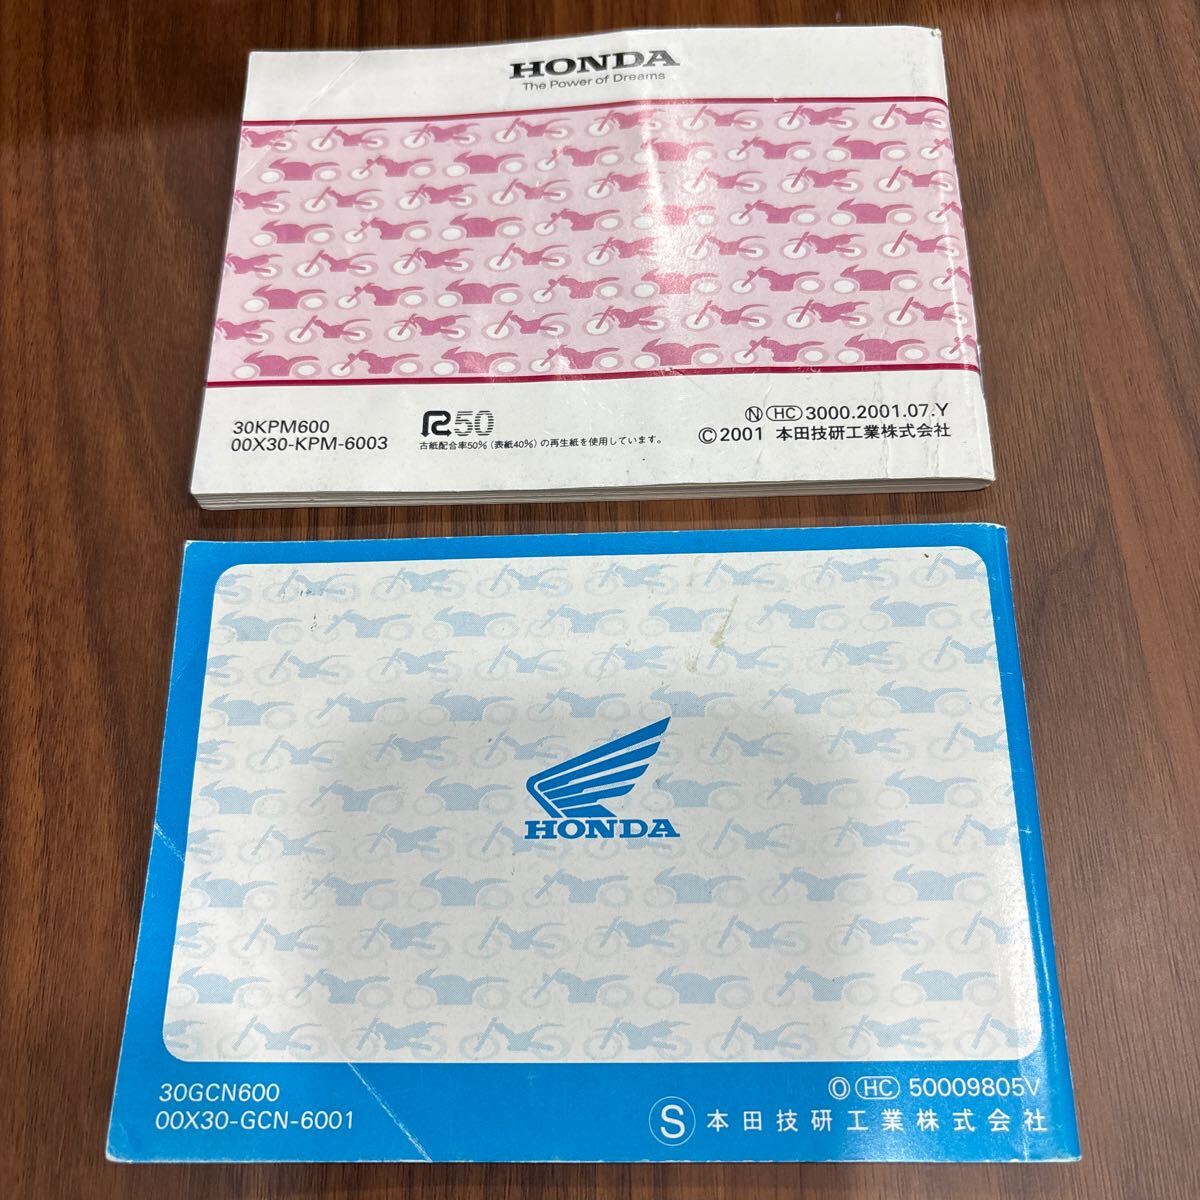 HONDA
The Power of Dreams
30KPM600
00X30-KPM-6003
R50
古紙配合率50%(表紙40%)の再生紙を使用しています。
Ⓝ HC 3000.2001.07.Y
©2001 本田技研工業株式会社
HONDA
30GCN600
00X30-GCN-6001
Ⓞ HC 50009805V
Ⓢ 本田技研工業株式会社